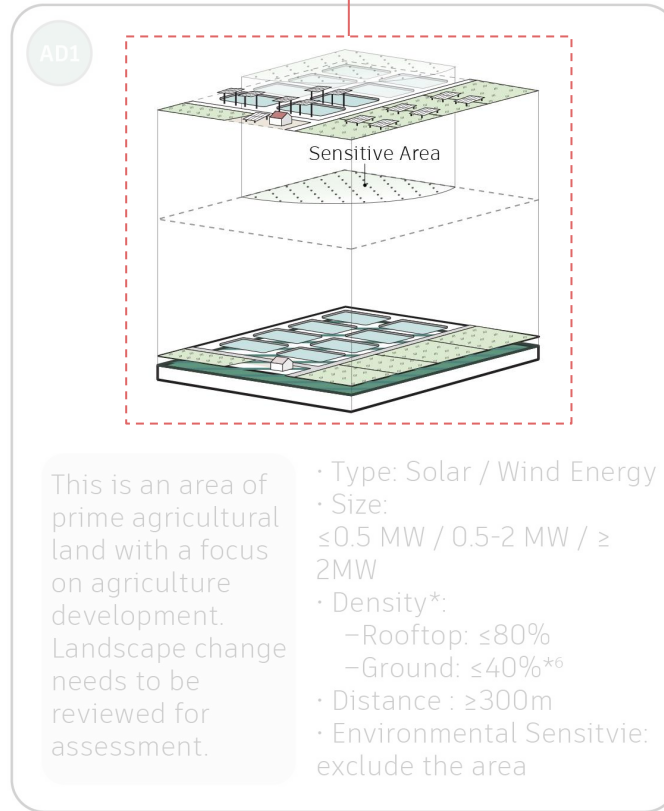 AD1
Sensitive Area
This is an area of
prime agricultural
land with a focus
on agriculture
development.
Landscape change
needs to be
reviewed for
assessment.
· Type: Solar / Wind Energy
· Size:
≤0.5 MW / 0.5-2 MW / ≥
2MW
· Density*:
–Rooftop: ≤80%
–Ground: ≤40%*⁶
· Distance : ≥300m
· Environmental Sensitvie:
exclude the area